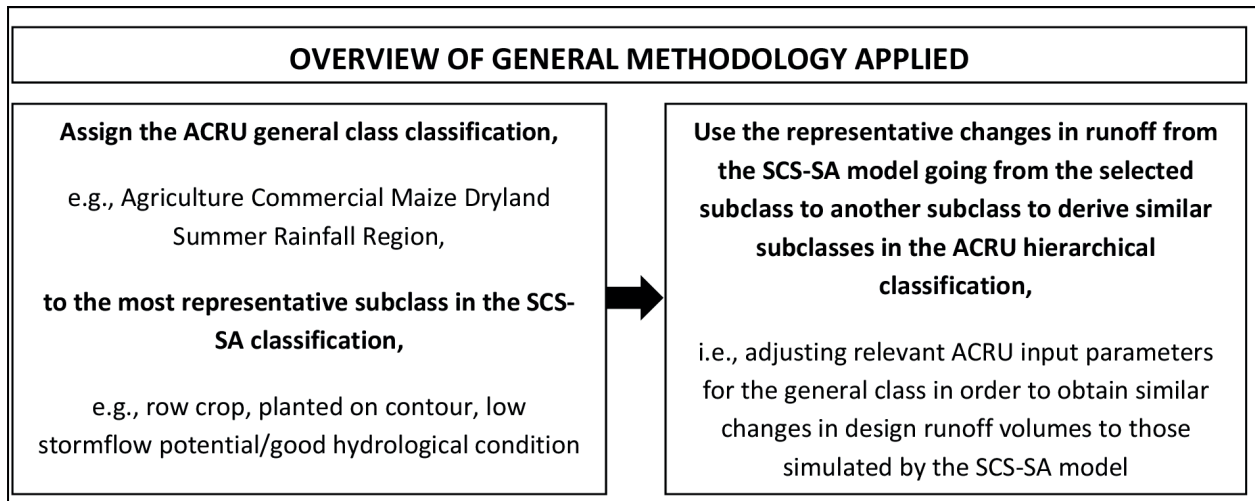 OVERVIEW OF GENERAL METHODOLOGY APPLIED
Assign the ACRU general class classification,
e.g., Agriculture Commercial Maize Dryland
Summer Rainfall Region,
to the most representative subclass in the SCS-
SA classification,
e.g., row crop, planted on contour, low
stormflow potential/good hydrological condition
Use the representative changes in runoff from
the SCS-SA model going from the selected
subclass to another subclass to derive similar
subclasses in the ACRU hierarchical
classification,
i.e., adjusting relevant ACRU input parameters
for the general class in order to obtain similar
changes in design runoff volumes to those
simulated by the SCS-SA model